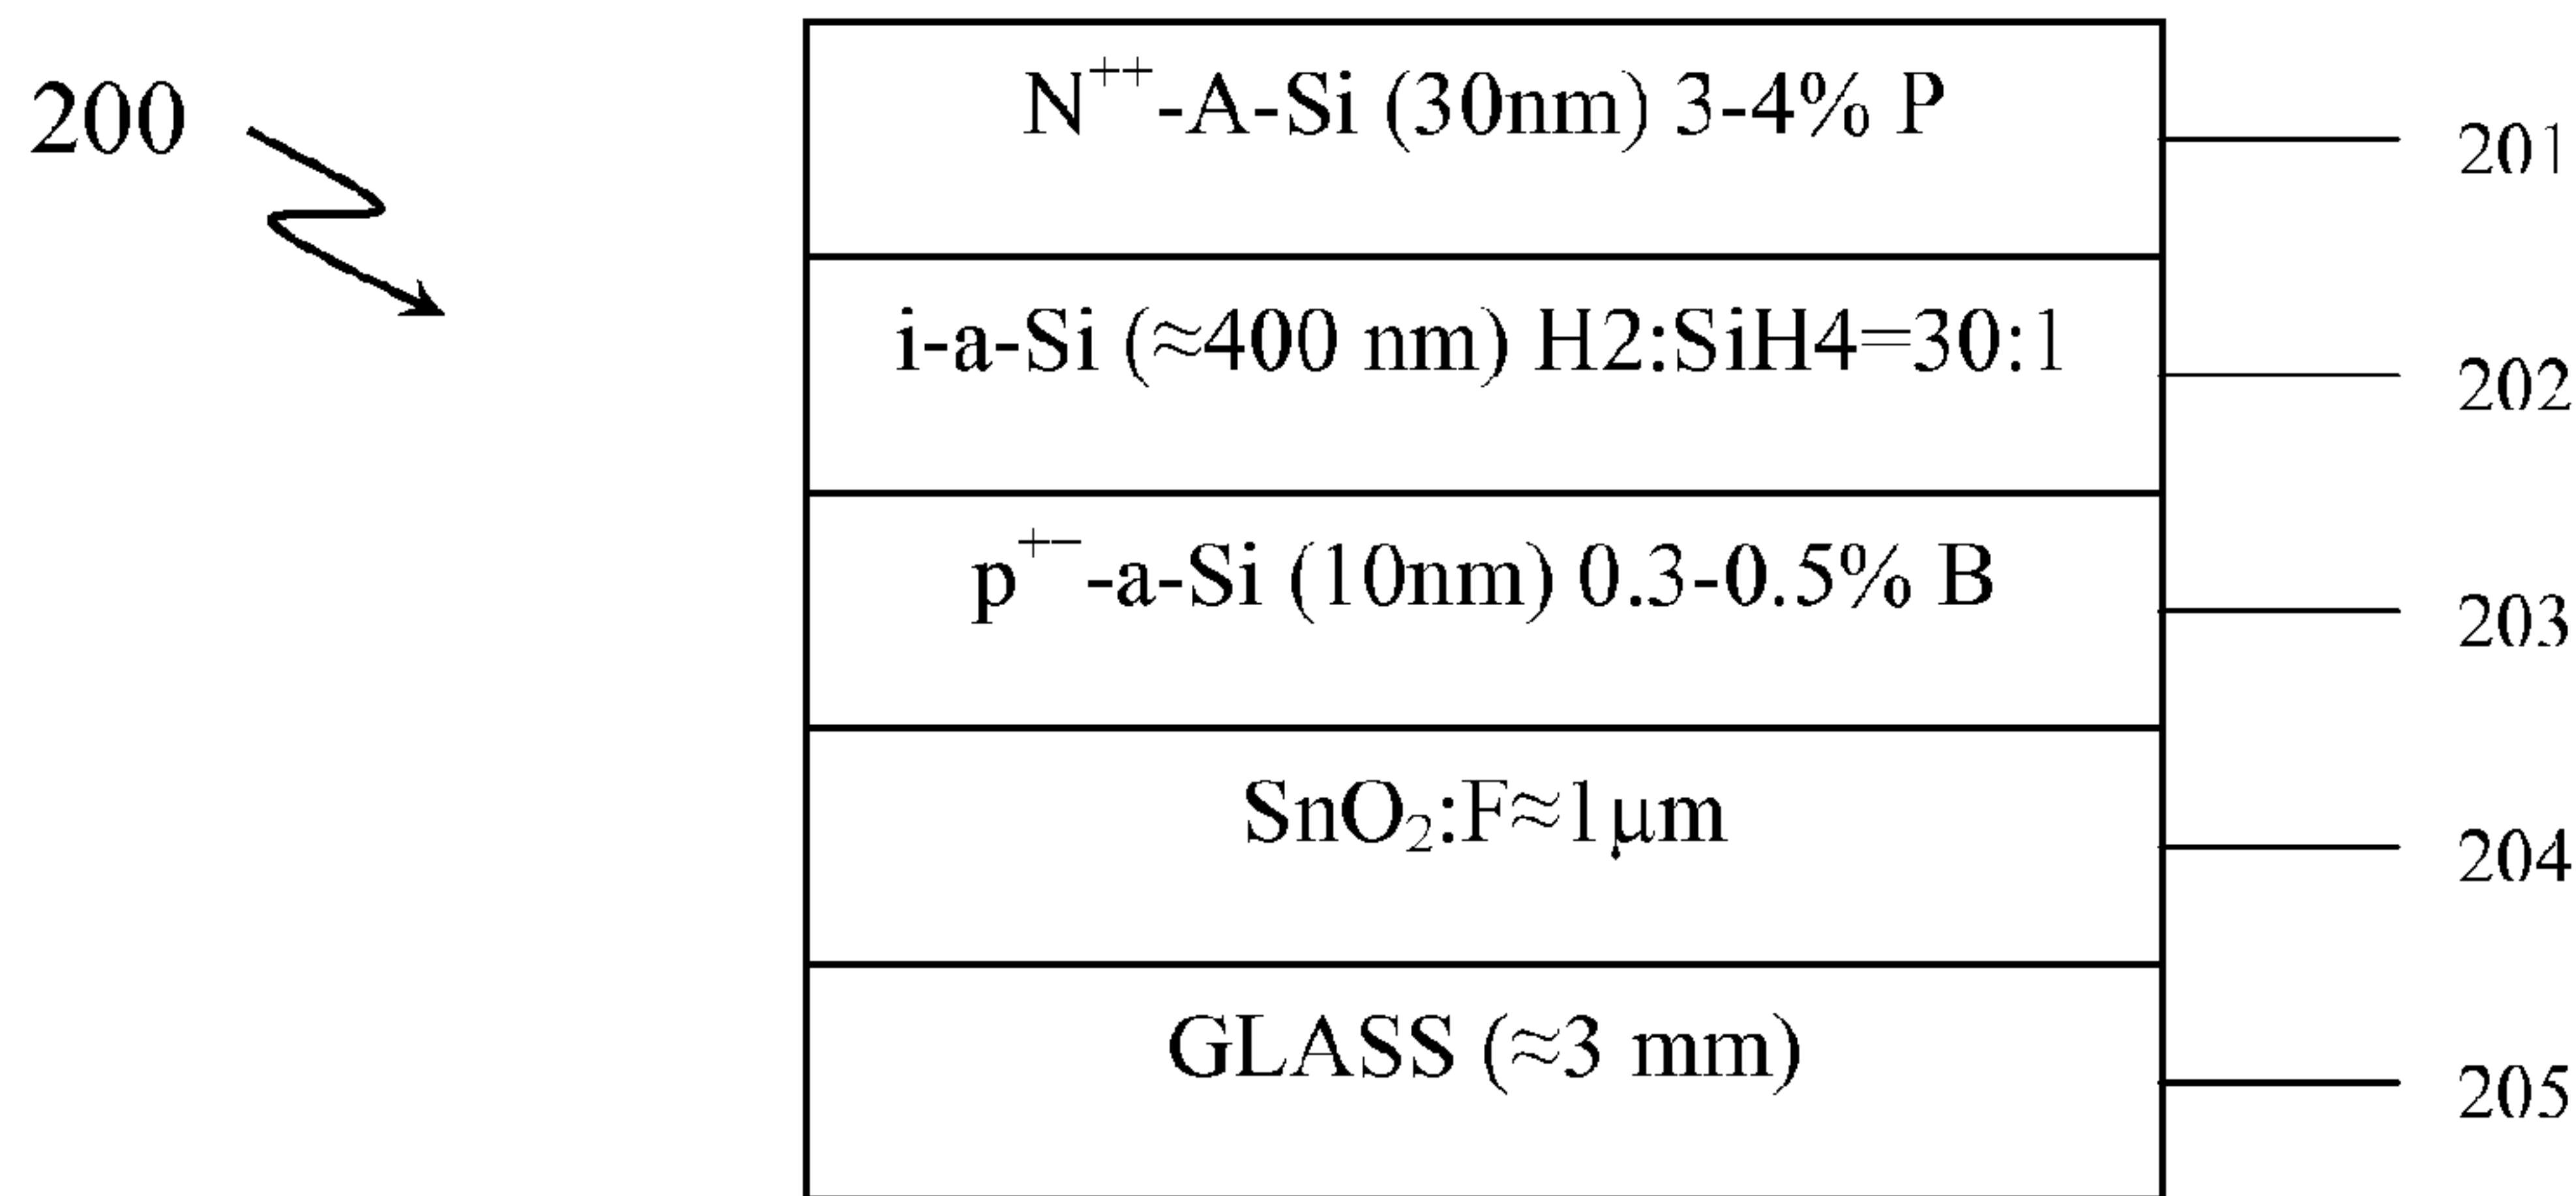 200
N⁺⁺-A-Si (30nm) 3-4% P
201
i-a-Si (≈400 nm) H2:SiH4=30:1
202
p⁺⁻-a-Si (10nm) 0.3-0.5% B
203
SnO₂:F≈1µm
204
GLASS (≈3 mm)
205